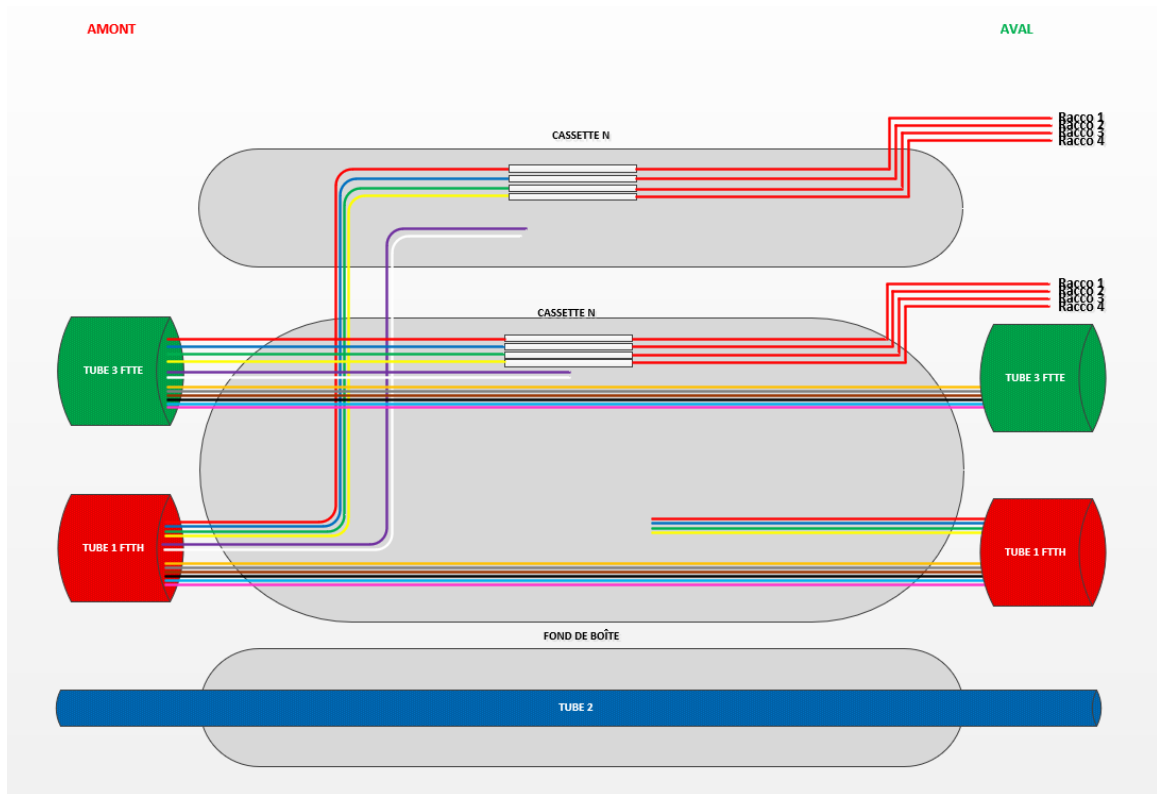 AMONT
AVAL
CASSETTE N
Racco 1
Racco 2
Racco 3
Racco 4
CASSETTE N
Racco 1
Racco 2
Racco 3
Racco 4
TUBE 3 FTTE
TUBE 3 FTTE
TUBE 1 FTTH
TUBE 1 FTTH
FOND DE BOÎTE
TUBE 2